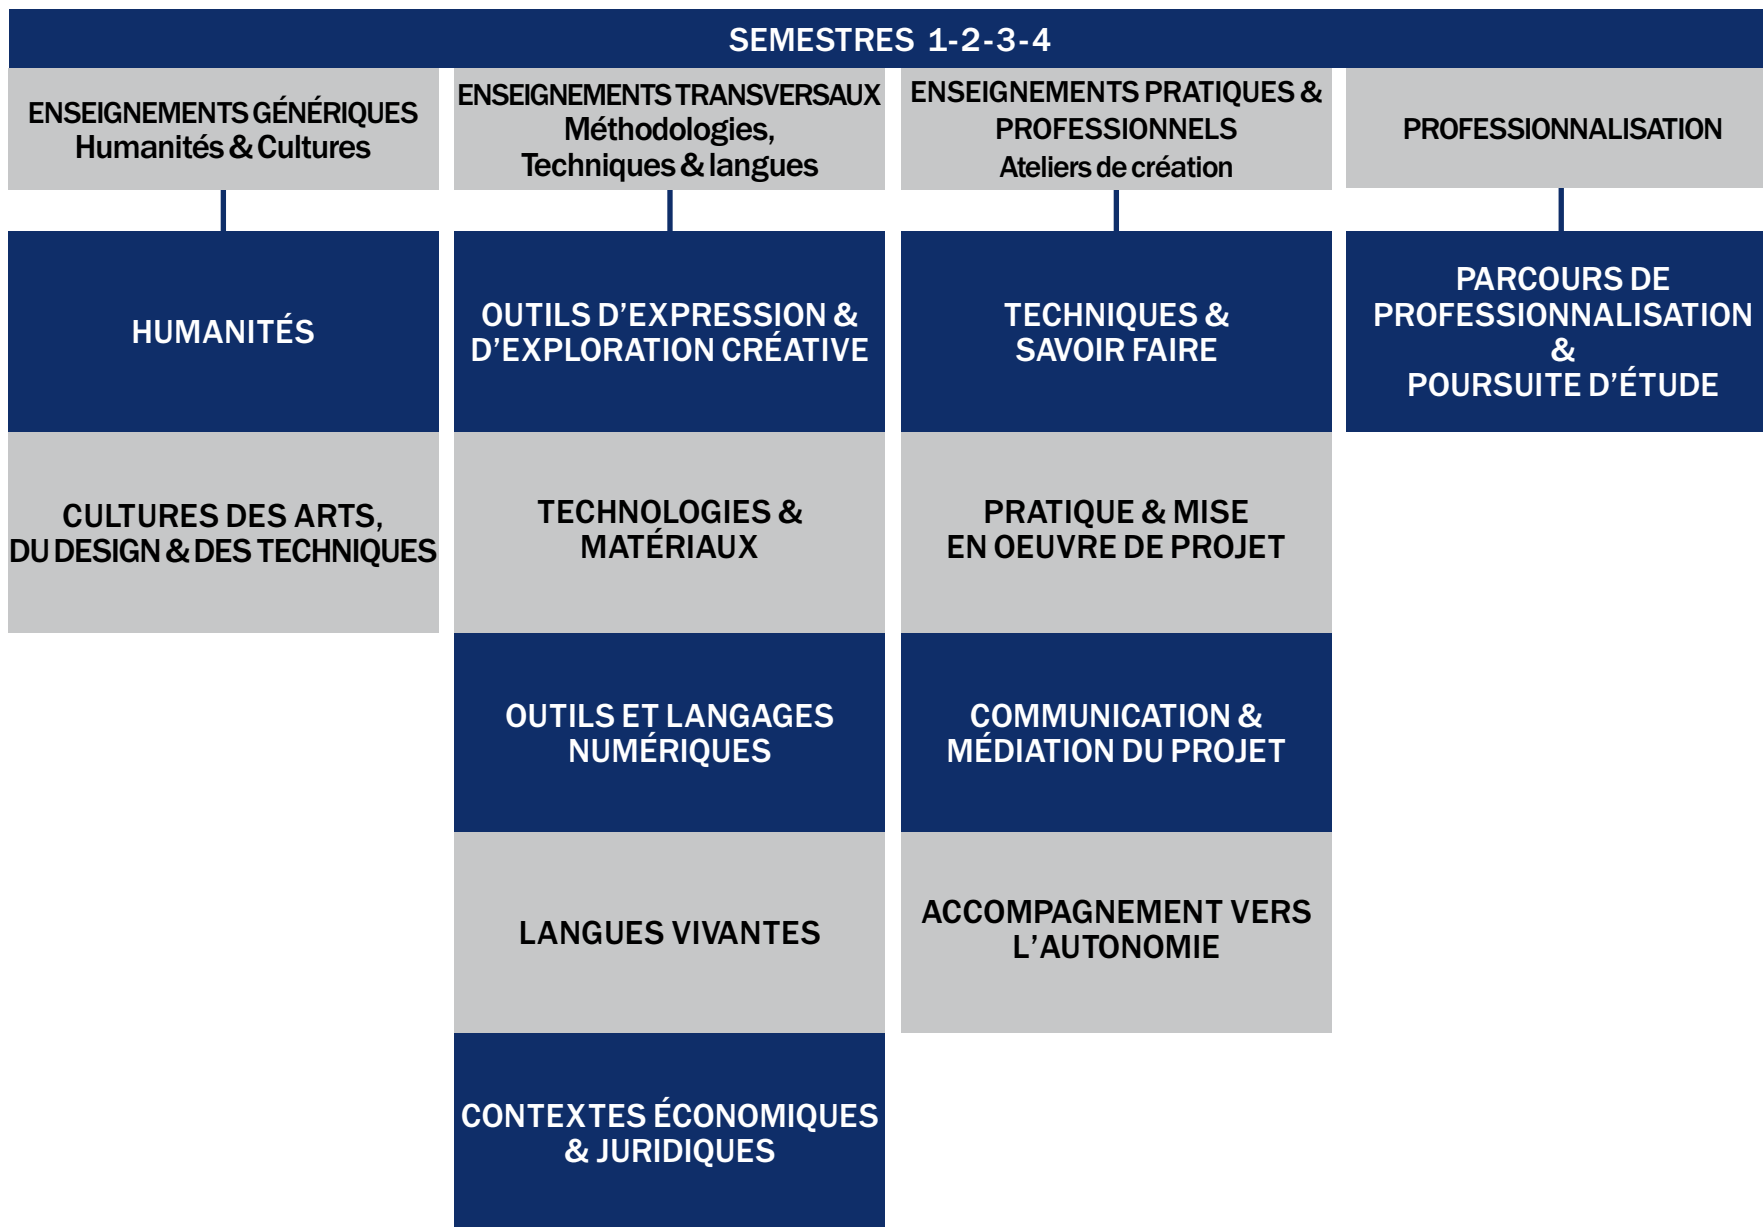 SEMESTRES 1-2-3-4
ENSEIGNEMENTS GÉNÉRIQUES
Humanités & Cultures
ENSEIGNEMENTS TRANSVERSAUX
Méthodologies,
Techniques & langues
ENSEIGNEMENTS PRATIQUES &
PROFESSIONNELS
Ateliers de création
PROFESSIONNALISATION
HUMANITÉS
CULTURES DES ARTS,
DU DESIGN & DES TECHNIQUES
OUTILS D’EXPRESSION &
D’EXPLORATION CRÉATIVE
TECHNOLOGIES &
MATÉRIAUX
OUTILS ET LANGAGES
NUMÉRIQUES
LANGUES VIVANTES
CONTEXTES ÉCONOMIQUES
& JURIDIQUES
TECHNIQUES &
SAVOIR FAIRE
PRATIQUE & MISE
EN OEUVRE DE PROJET
COMMUNICATION &
MÉDIATION DU PROJET
ACCOMPAGNEMENT VERS
L’AUTONOMIE
PARCOURS DE
PROFESSIONNALISATION
&
POURSUITE D’ÉTUDE